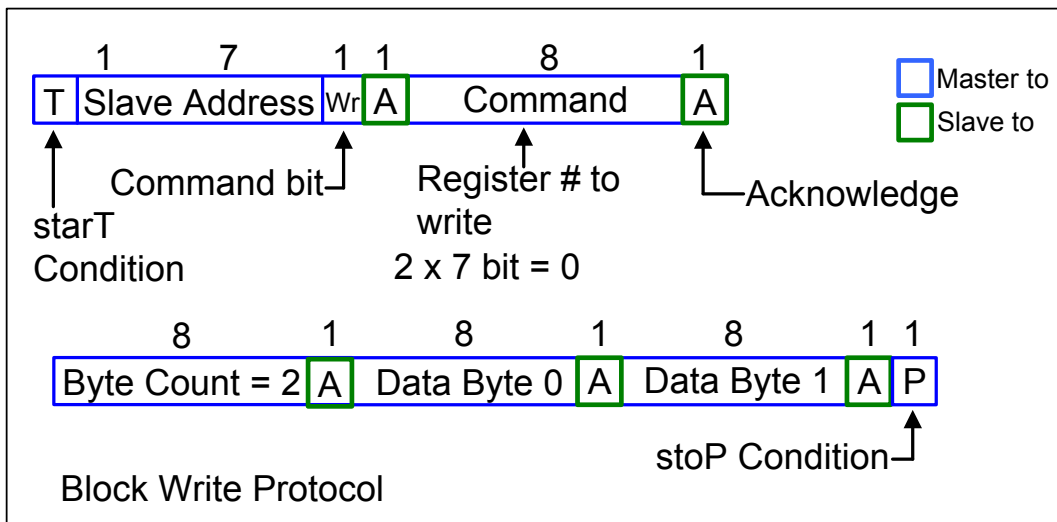 1 7 1 1 8 1
T Slave Address Wr A Command A
Master to
Slave to
Command bit
Register # to
write
2 x 7 bit = 0
Acknowledge
starT
Condition
8 1 8 1 8 1 1
Byte Count = 2 A Data Byte 0 A Data Byte 1 A P
stoP Condition
Block Write Protocol